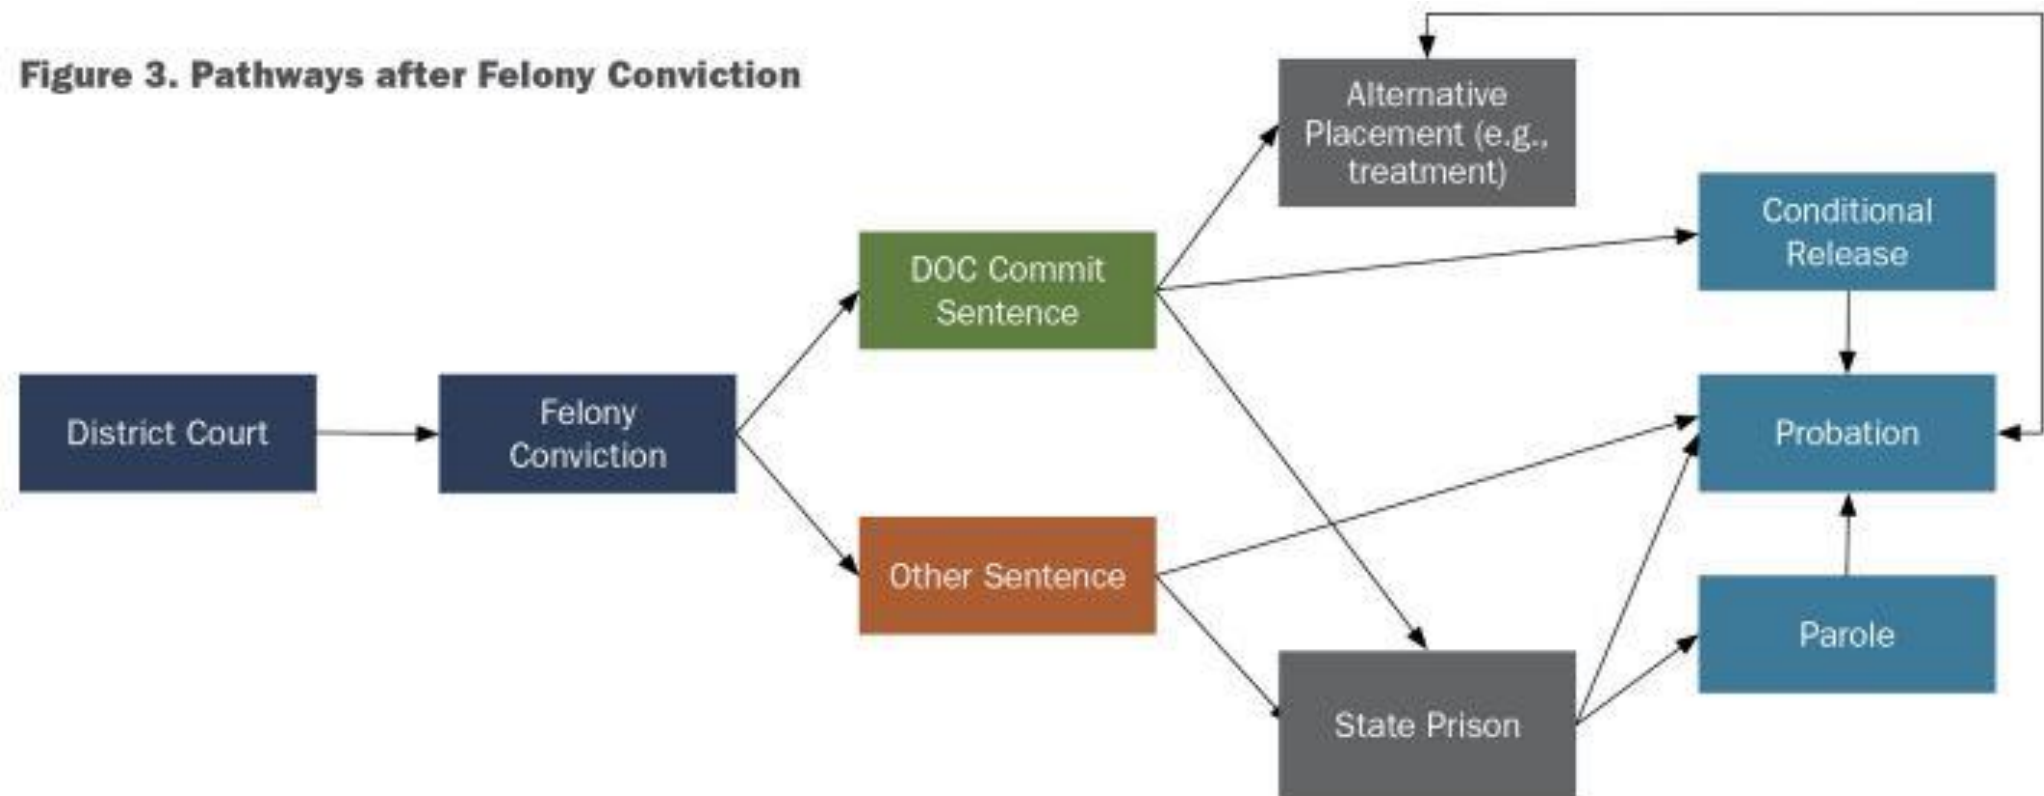 Figure 3. Pathways after Felony Conviction
Alternative
Placement (e.g.,
treatment)
Conditional
Release
DOC Commit
Sentence
District Court
Felony
Conviction
Probation
Other Sentence
Parole
State Prison